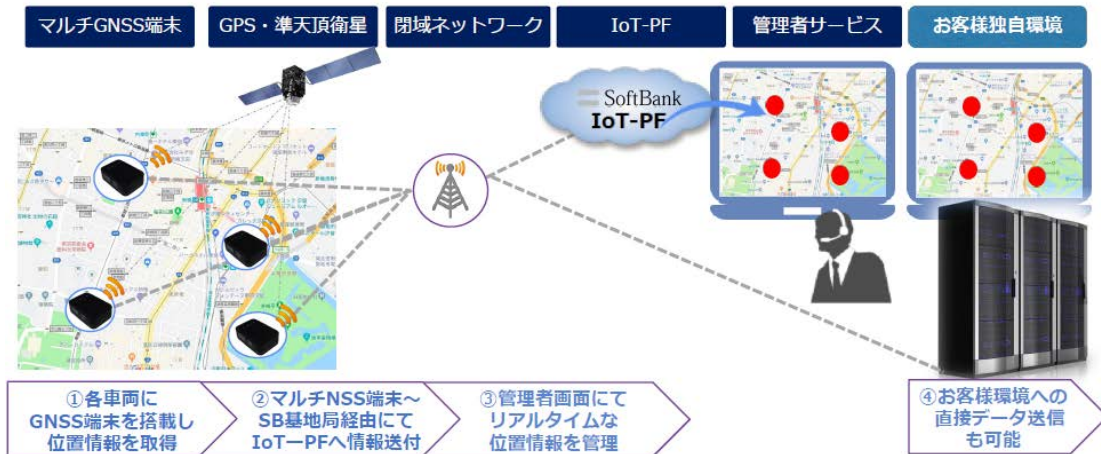 マルチGNSS端末
GPS・準天頂衛星
閉域ネットワーク
IoT-PF
管理者サービス
お客様独自環境
SoftBank
IoT-PF
①各車両に
GNSS端末を搭載し
位置情報を取得
②マルチNSS端末～
SB基地局経由にて
IoTーPFへ情報送付
③管理者画面にて
リアルタイムな
位置情報を管理
④お客様環境への
直接データ送信
も可能